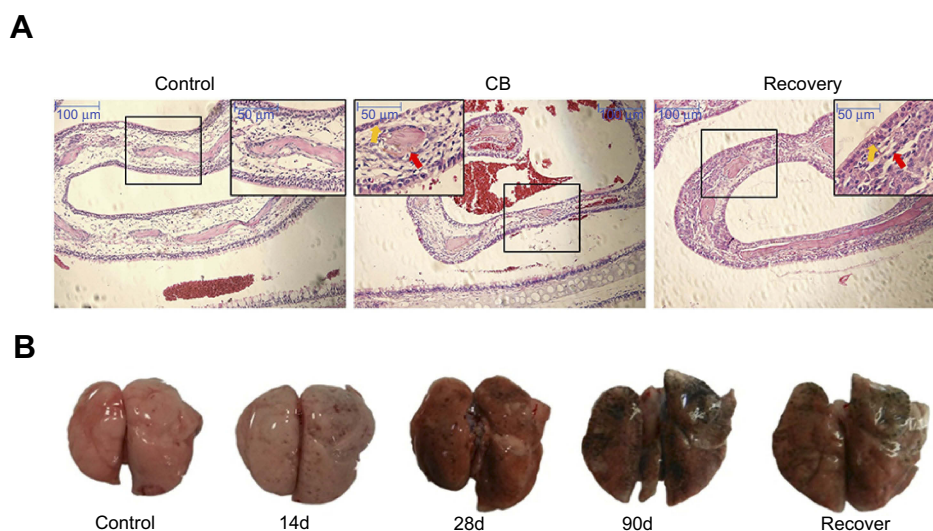 A
Control CB Recovery
100 µm 50 µm 50 µm 100 µm 100 µm 50 µm
B
Control 14d 28d 90d Recover